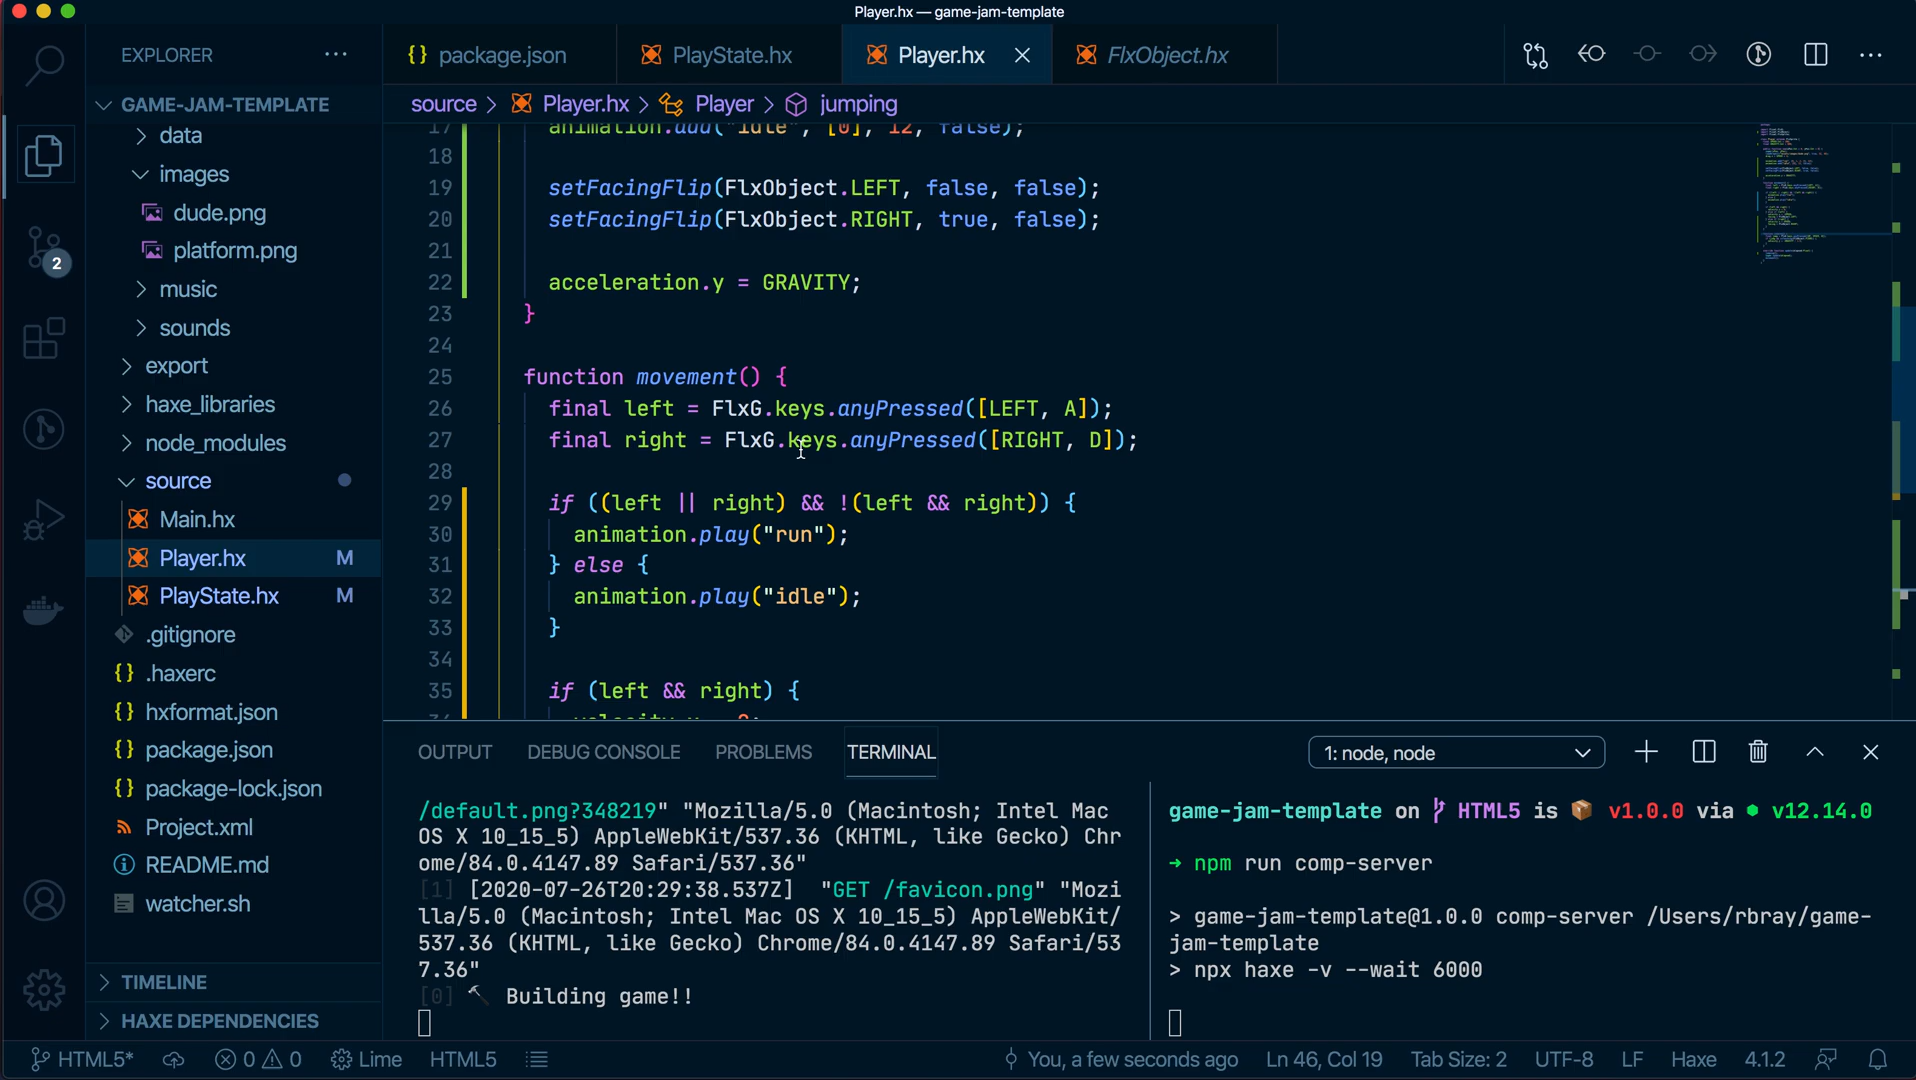 Player.hx — game-jam-template
EXPLORER
{} package.json
PlayState.hx
Player.hx
FlxObject.hx
GAME-JAM-TEMPLATE
source > Player.hx > Player > jumping
data
images
dude.png
platform.png
music
sounds
export
haxe_libraries
node_modules
source
Main.hx
Player.hx M
PlayState.hx M
.gitignore
{} .haxerc
{} hxformat.json
{} package.json
{} package-lock.json
Project.xml
README.md
watcher.sh
TIMELINE
HAXE DEPENDENCIES
2
17 animation.add("idle", [0], 12, false);
18
19 setFacingFlip(FlxObject.LEFT, false, false);
20 setFacingFlip(FlxObject.RIGHT, true, false);
21
22 acceleration.y = GRAVITY;
23 }
24
25 function movement() {
26 final left = FlxG.keys.anyPressed([LEFT, A]);
27 final right = FlxG.keys.anyPressed([RIGHT, D]);
28
29 if ((left || right) && !(left && right)) {
30 animation.play("run");
31 } else {
32 animation.play("idle");
33 }
34
35 if (left && right) {
OUTPUT DEBUG CONSOLE PROBLEMS TERMINAL
1: node, node
/default.png?348219" "Mozilla/5.0 (Macintosh; Intel Mac
OS X 10_15_5) AppleWebKit/537.36 (KHTML, like Gecko) Chr
ome/84.0.4147.89 Safari/537.36"
[1] [2020-07-26T20:29:38.537Z] "GET /favicon.png" "Mozi
lla/5.0 (Macintosh; Intel Mac OS X 10_15_5) AppleWebKit/
537.36 (KHTML, like Gecko) Chrome/84.0.4147.89 Safari/53
7.36"
[0] Building game!!
game-jam-template on HTML5 is v1.0.0 via v12.14.0
→ npm run comp-server
> game-jam-template@1.0.0 comp-server /Users/rbray/game-
jam-template
> npx haxe -v --wait 6000
HTML5* 0 0 Lime HTML5 You, a few seconds ago Ln 46, Col 19 Tab Size: 2 UTF-8 LF Haxe 4.1.2